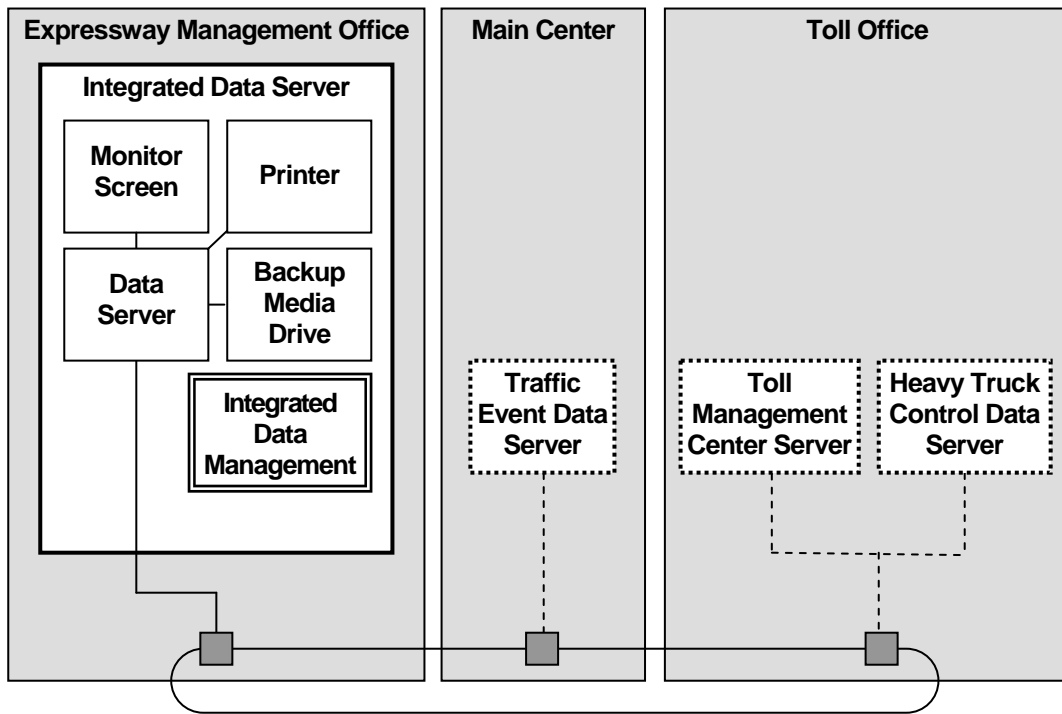 Expressway Management Office
Main Center
Toll Office
Integrated Data Server
Monitor
Screen
Printer
Data
Server
Backup
Media
Drive
Integrated
Data
Management
Traffic
Event Data
Server
Toll
Management
Center Server
Heavy Truck
Control Data
Server